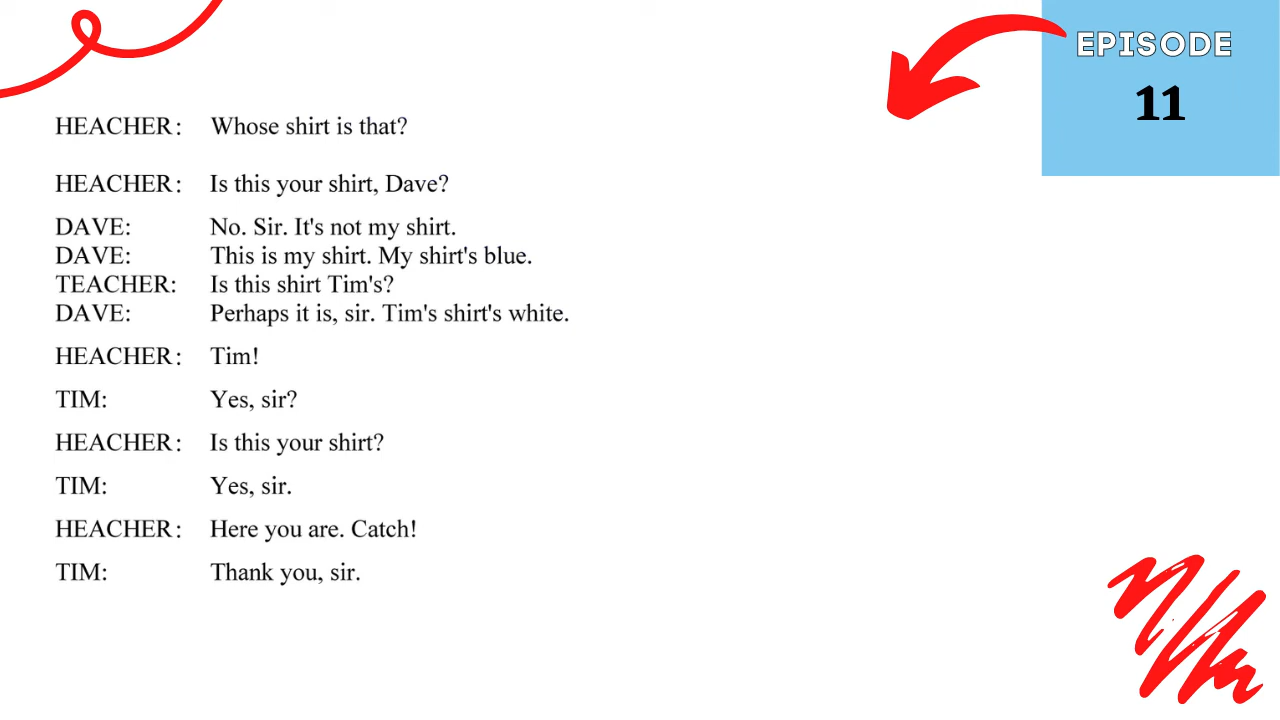 EPISODE
11
HEACHER: Whose shirt is that?
HEACHER: Is this your shirt, Dave?
DAVE: No. Sir. It's not my shirt.
DAVE: This is my shirt. My shirt's blue.
TEACHER: Is this shirt Tim's?
DAVE: Perhaps it is, sir. Tim's shirt's white.
HEACHER: Tim!
TIM: Yes, sir?
HEACHER: Is this your shirt?
TIM: Yes, sir.
HEACHER: Here you are. Catch!
TIM: Thank you, sir.